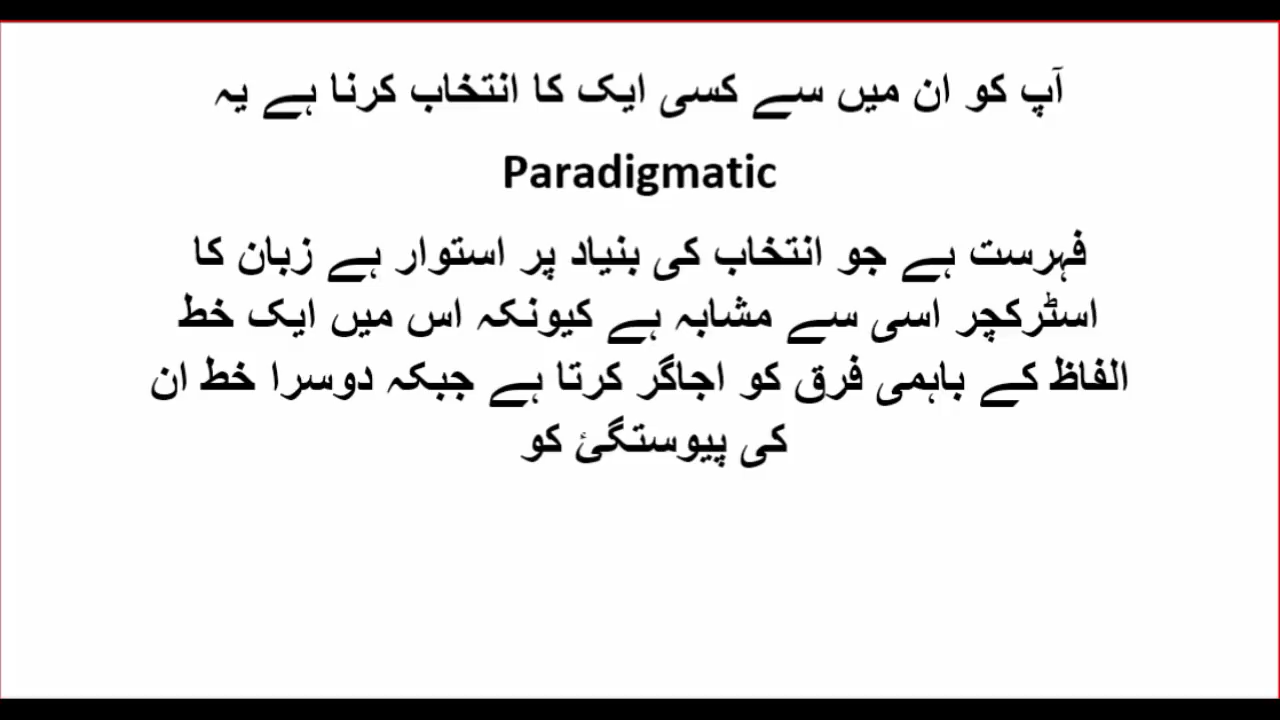 آپ کو ان میں سے کسی ایک کا انتخاب کرنا ہے یہ
Paradigmatic
فہرست ہے جو انتخاب کی بنیاد پر استوار ہے زبان کا
اسٹرکچر اسی سے مشابہ ہے کیونکہ اس میں ایک خط
الفاظ کے باہمی فرق کو اجاگر کرتا ہے جبکہ دوسرا خط ان
کی پیوستگیٔ کو